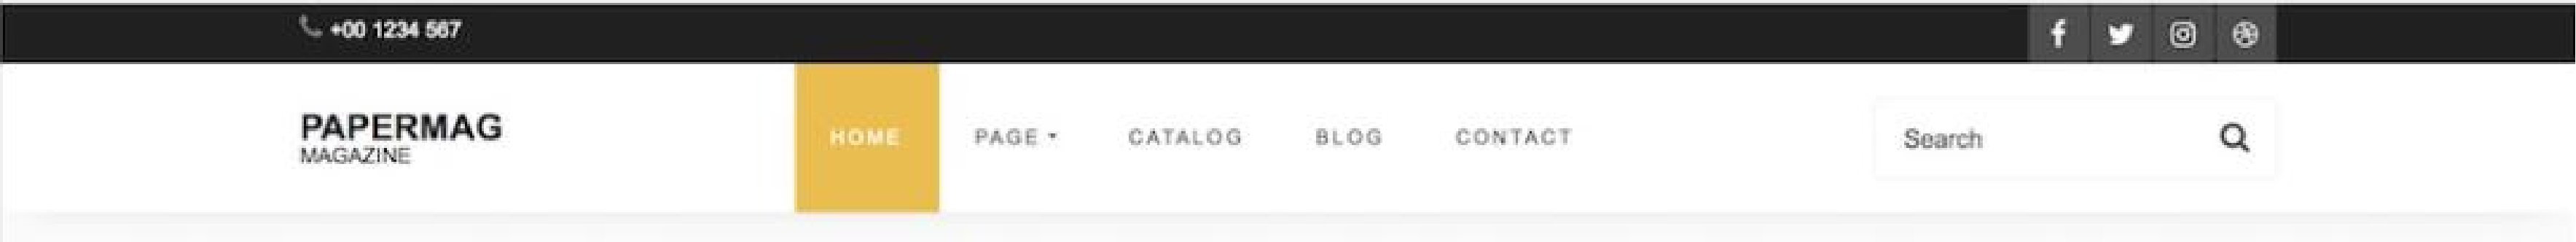 +00 1234 567
PAPERMAG
MAGAZINE
HOME PAGE CATALOG BLOG CONTACT
Search